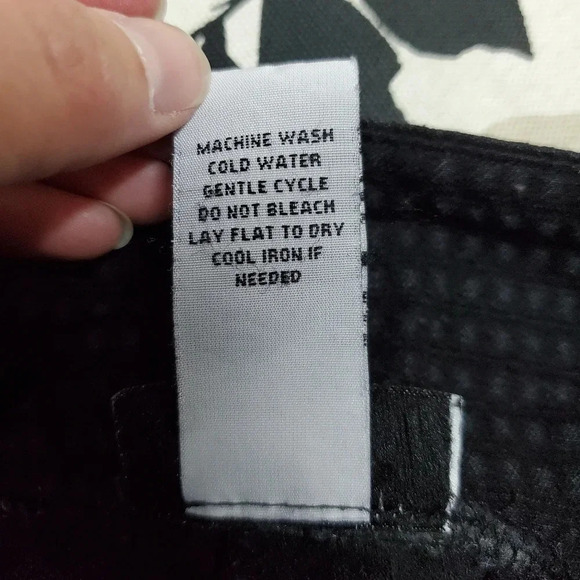 MACHINE WASH
COLD WATER
GENTLE CYCLE
DO NOT BLEACH
LAY FLAT TO DRY
COOL IRON IF
NEEDED